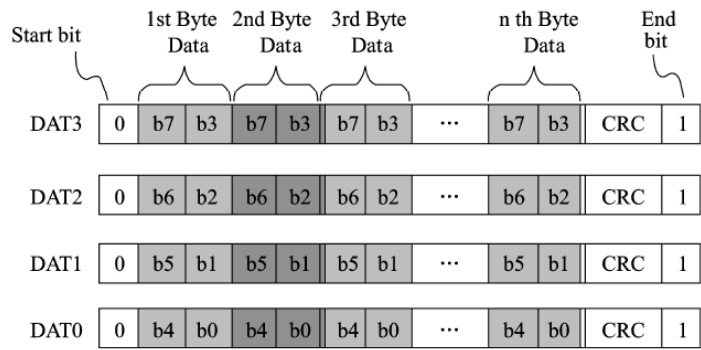 Start bit
1st Byte
Data
2nd Byte
Data
3rd Byte
Data
n th Byte
Data
End
bit
DAT3 0 b7 b3 b7 b3 b7 b3 ... b7 b3 CRC 1
DAT2 0 b6 b2 b6 b2 b6 b2 ... b6 b2 CRC 1
DAT1 0 b5 b1 b5 b1 b5 b1 ... b5 b1 CRC 1
DAT0 0 b4 b0 b4 b0 b4 b0 ... b4 b0 CRC 1